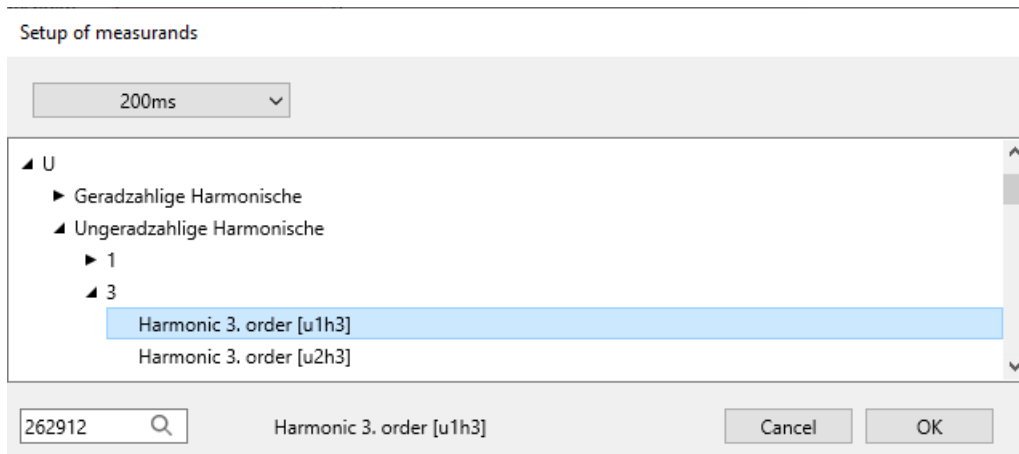 Setup of measurands
200ms
U
Geradzahlige Harmonische
Ungeradzahlige Harmonische
1
3
Harmonic 3. order [u1h3]
Harmonic 3. order [u2h3]
262912 Harmonic 3. order [u1h3] Cancel OK